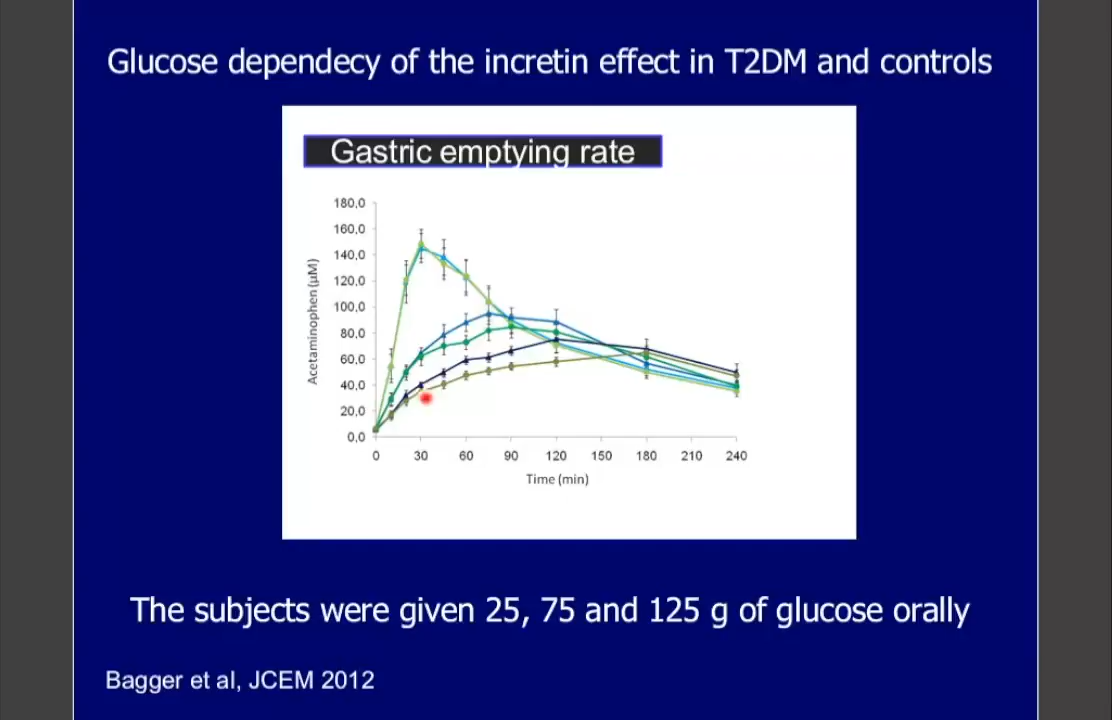 Glucose dependecy of the incretin effect in T2DM and controls
Gastric emptying rate
180,0
160,0
140,0
120,0
100,0
80,0
60,0
40,0
20,0
0,0
Acetaminophen (µM)
0 30 60 90 120 150 180 210 240
Time (min)
The subjects were given 25, 75 and 125 g of glucose orally
Bagger et al, JCEM 2012